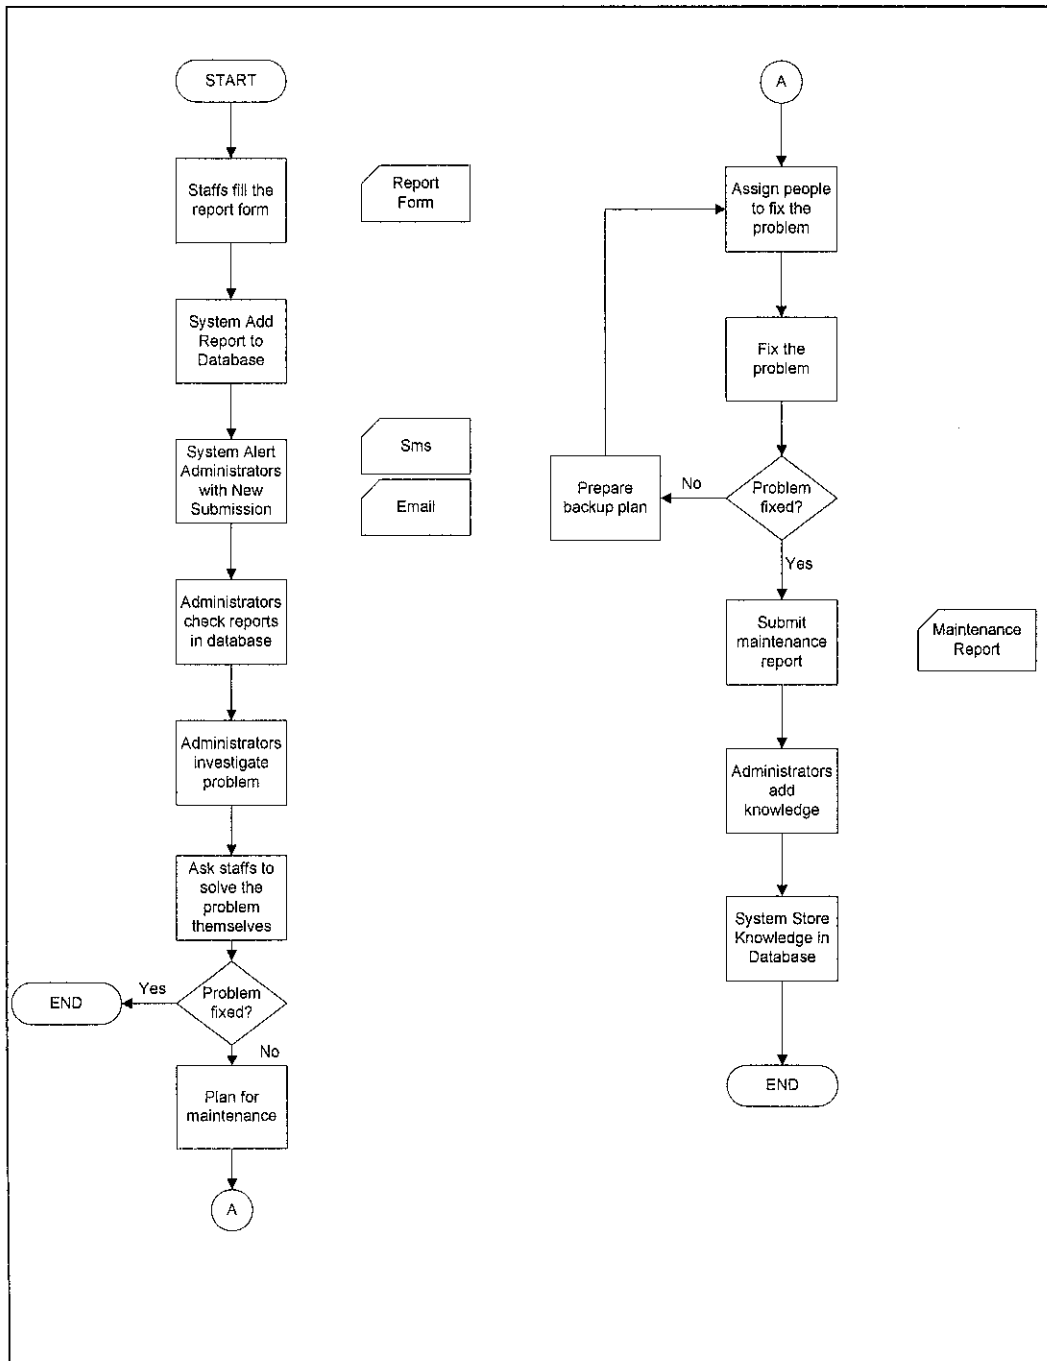 START
Staffs fill the
report form
Report
Form
System Add
Report to
Database
System Alert
Administrators
with New
Submission
Sms
Email
Administrators
check reports
in database
Administrators
investigate
problem
Ask staffs to
solve the
problem
themselves
Problem
fixed?
Yes
END
No
Plan for
maintenance
A
A
Assign people
to fix the
problem
Fix the
problem
Problem
fixed?
No
Prepare
backup plan
Yes
Submit
maintenance
report
Maintenance
Report
Administrators
add
knowledge
System Store
Knowledge in
Database
END